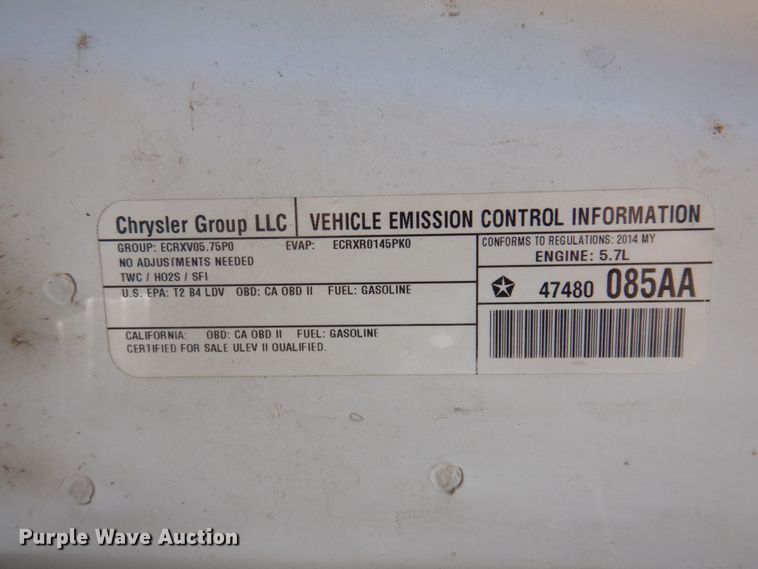 Chrysler Group LLC VEHICLE EMISSION CONTROL INFORMATION
GROUP: ECRXV05.75P0 EVAP: ECRXR0145PK0
CONFORMS TO REGULATIONS: 2014 MY
NO ADJUSTMENTS NEEDED
ENGINE: 5.7L
TWC / HO2S / SFI
U.S. EPA: T2 B4 LDV OBD: CA OBD II FUEL: GASOLINE
47480 085AA
CALIFORNIA: OBD: CA OBD II FUEL: GASOLINE
CERTIFIED FOR SALE ULEV II QUALIFIED.
Purple Wave Auction